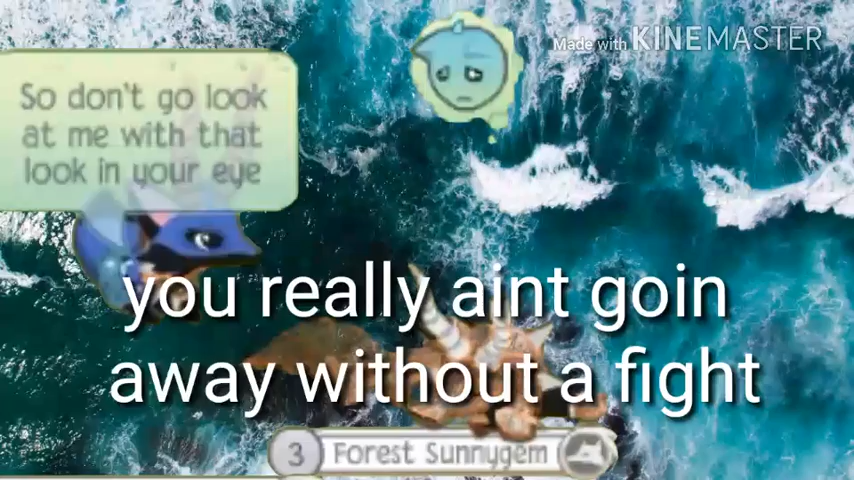 Made with KINEMASTER
So don't go look
at me with that
look in your eye
you really aint goin
away without a fight
3 Forest Sunnygem